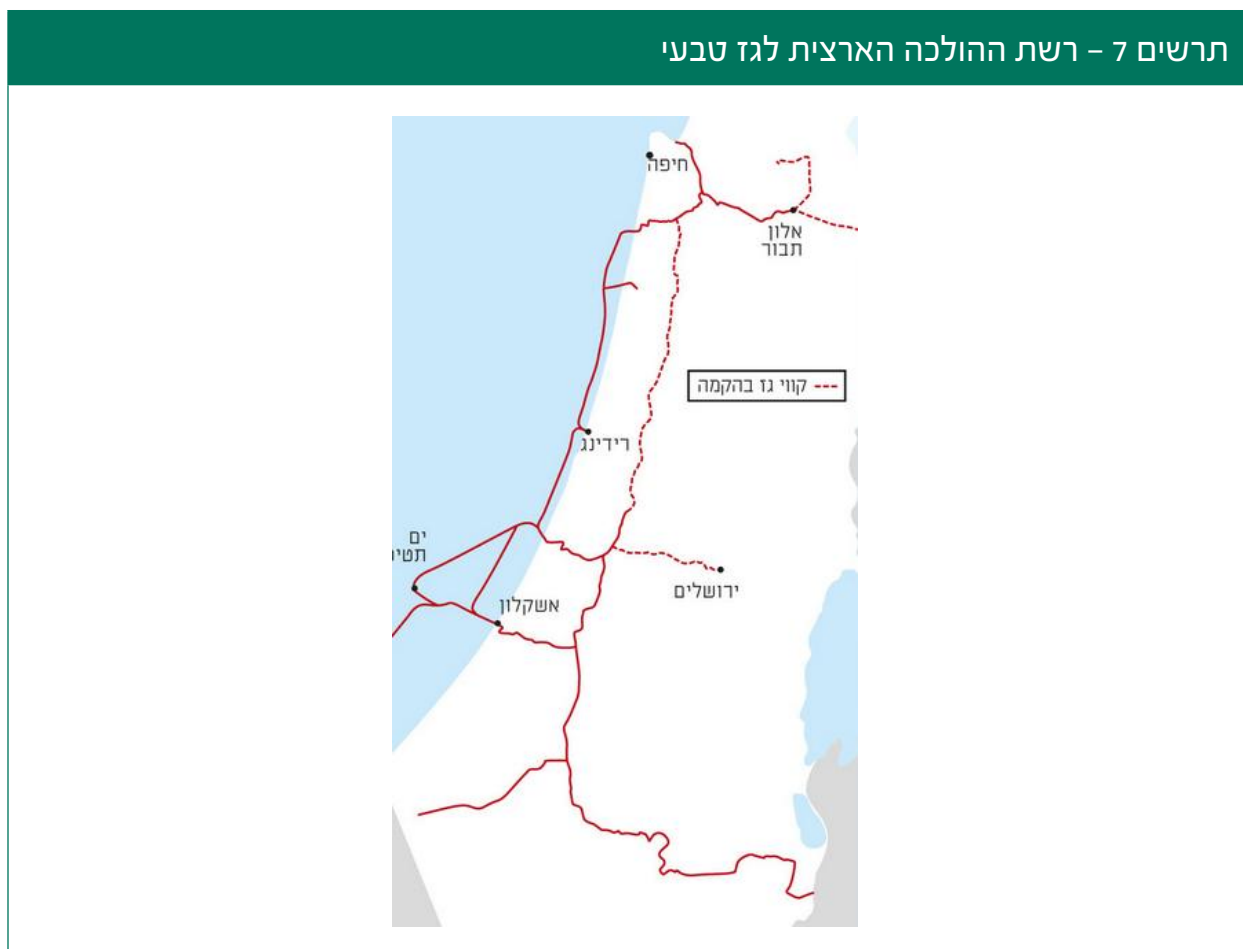 תרשים 7 – רשת ההולכה הארצית לגז טבעי
חיפה
אלון
תבור
קווי גז בהקמה
רידינג
ים
ירושלים
אשקלון